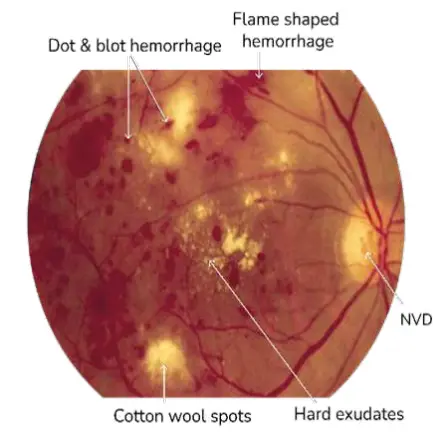 Flame shaped
hemorrhage
Dot & blot hemorrhage
NVD
Cotton wool spots
Hard exudates